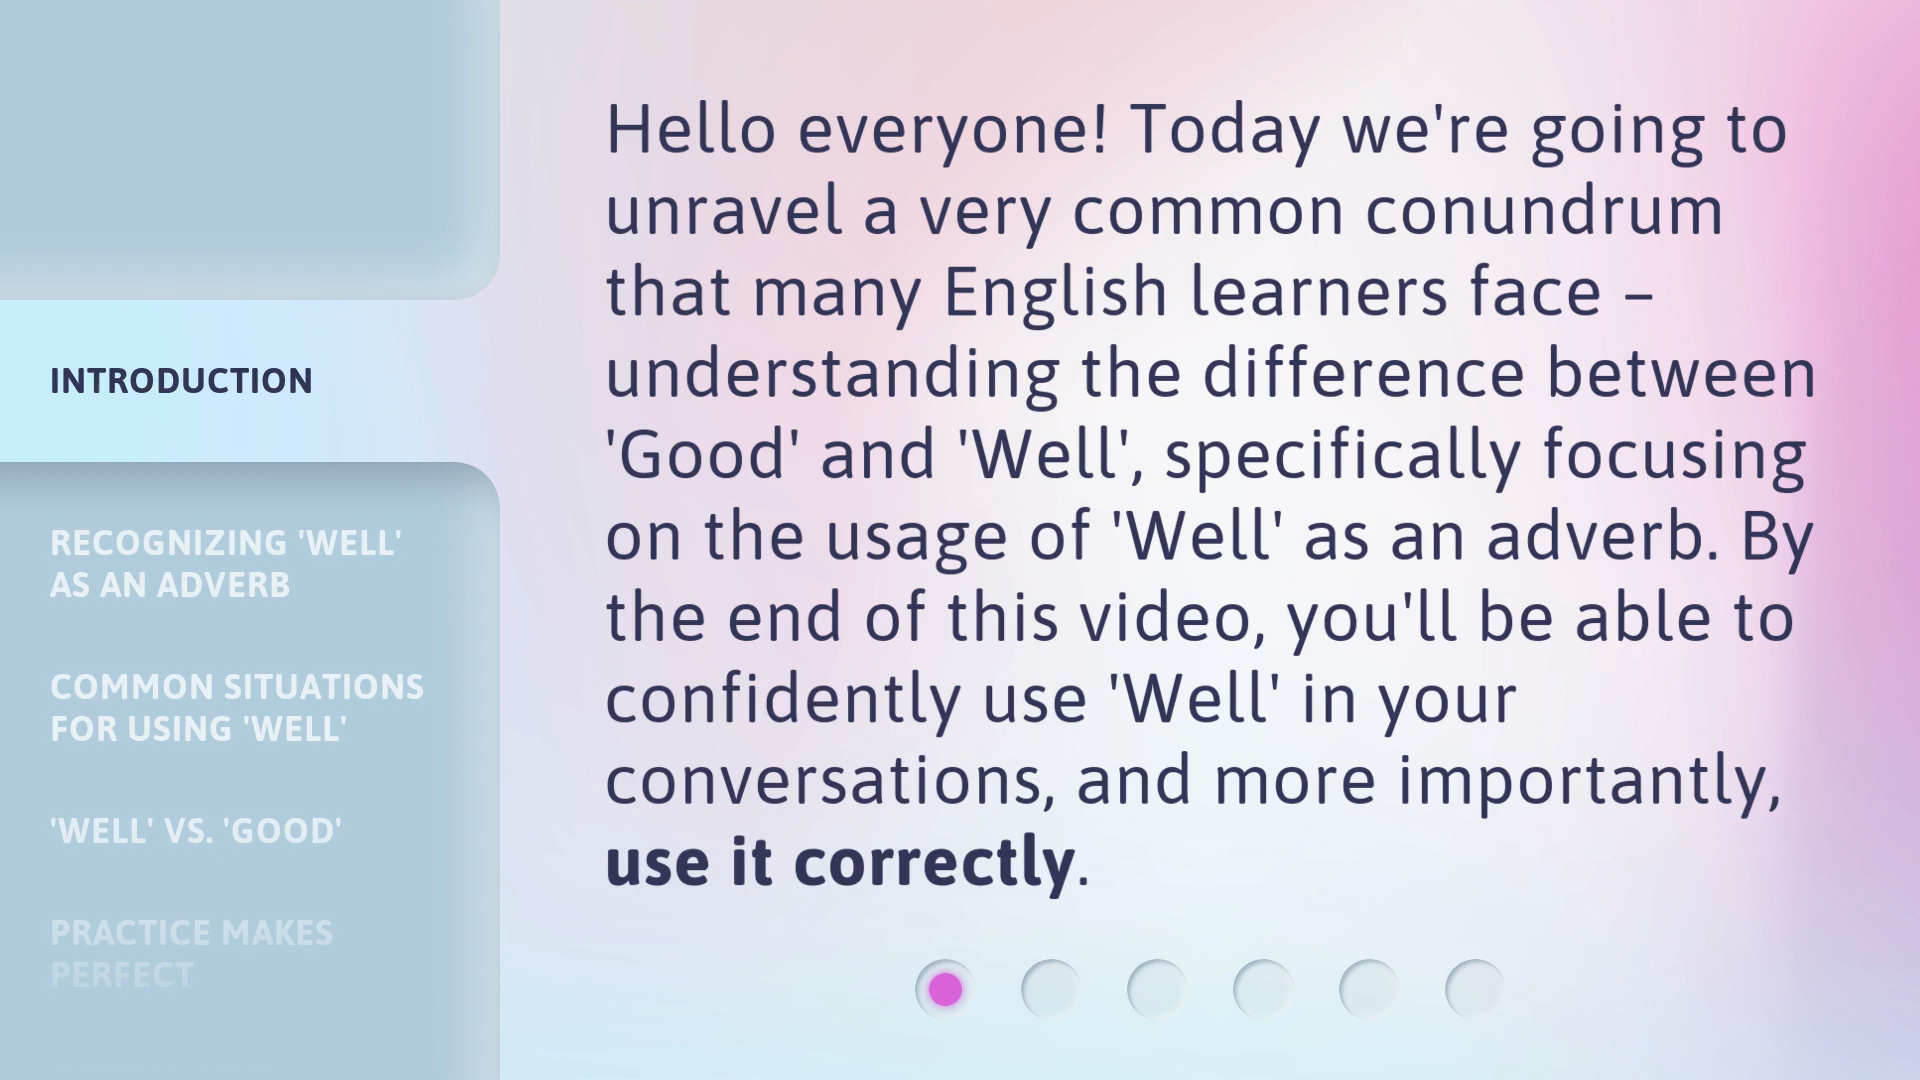 INTRODUCTION
RECOGNIZING 'WELL'
AS AN ADVERB
COMMON SITUATIONS
FOR USING 'WELL'
'WELL' VS. 'GOOD'
PRACTICE MAKES
PERFECT
Hello everyone! Today we're going to
unravel a very common conundrum
that many English learners face –
understanding the difference between
'Good' and 'Well', specifically focusing
on the usage of 'Well' as an adverb. By
the end of this video, you'll be able to
confidently use 'Well' in your
conversations, and more importantly,
use it correctly.